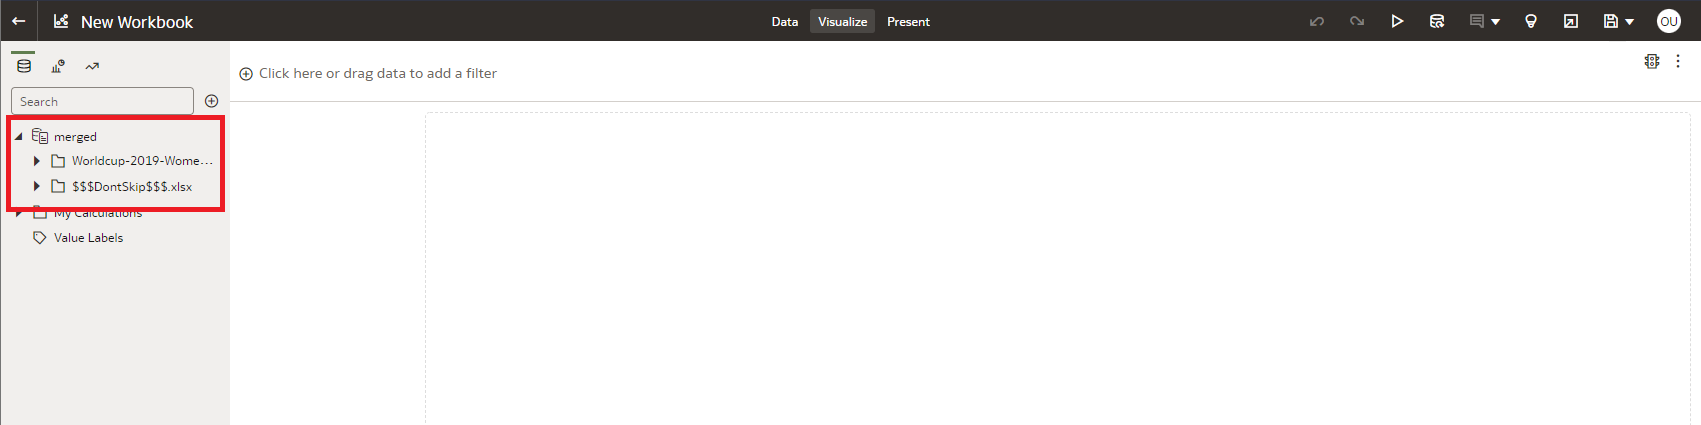 New Workbook
Data Visualize Present
OU
Click here or drag data to add a filter
Search
merged
Worldcup-2019-Wome...
$$$DontSkip$$$.xlsx
My Calculations
Value Labels